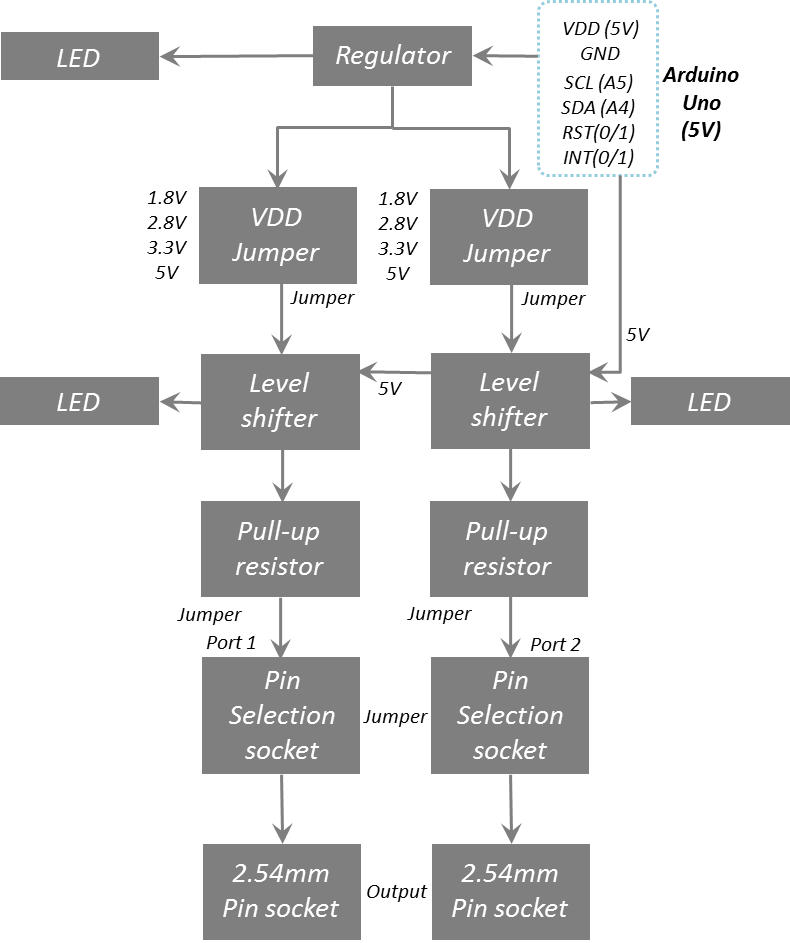 LED
Regulator
VDD (5V)
GND
SCL (A5)
SDA (A4)
RST(0/1)
INT(0/1)
Arduino
Uno
(5V)
1.8V
2.8V
3.3V
5V
VDD
Jumper
1.8V
2.8V
3.3V
5V
VDD
Jumper
Jumper
Jumper
5V
LED
Level
shifter
5V
Level
shifter
LED
Pull-up
resistor
Pull-up
resistor
Jumper
Port 1
Jumper
Port 2
Pin
Selection
socket
Jumper
Pin
Selection
socket
2.54mm
Pin socket
Output
2.54mm
Pin socket